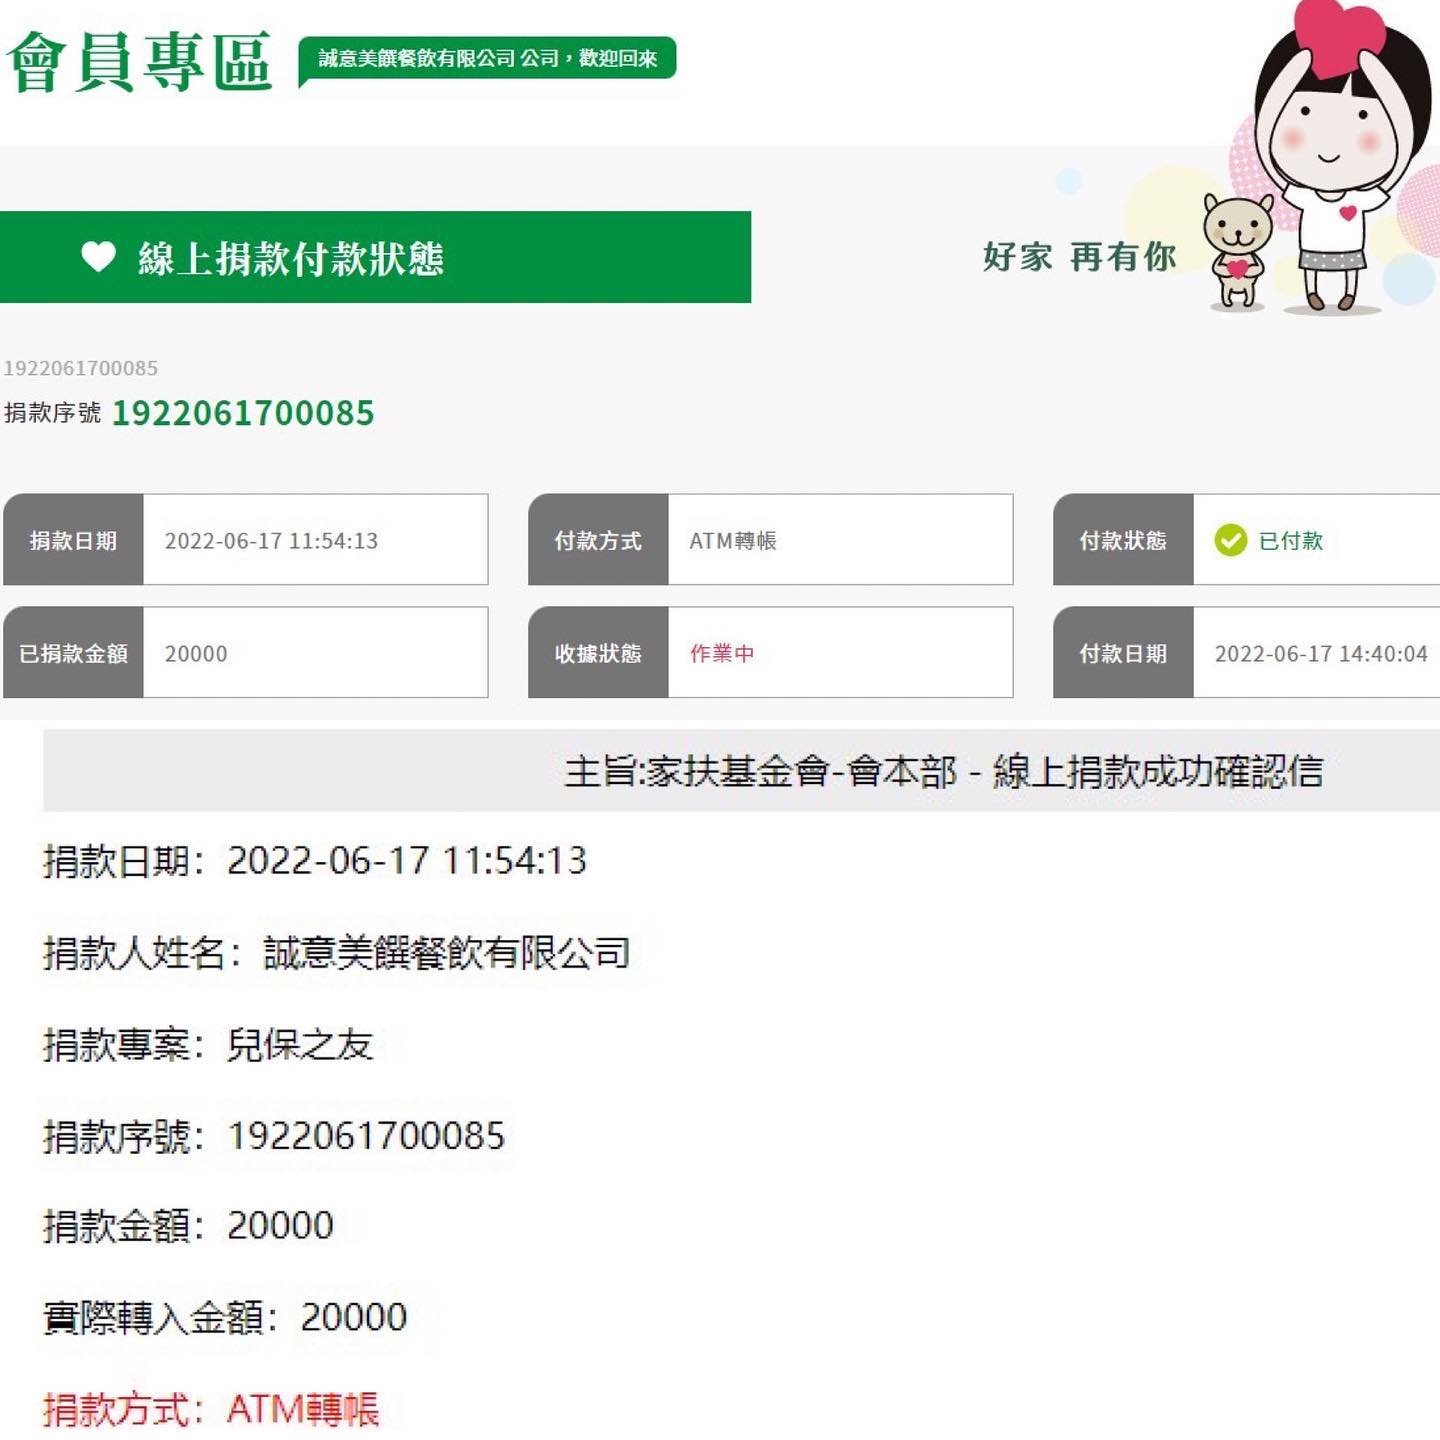 會員專區
誠意美饌餐飲有限公司 公司，歡迎回來
線上捐款付款狀態
好家 再有你
1922061700085
捐款序號 1922061700085
捐款日期 2022-06-17 11:54:13 付款方式 ATM轉帳 付款狀態 已付款
已捐款金額 20000 收據狀態 作業中 付款日期 2022-06-17 14:40:04
主旨:家扶基金會-會本部 - 線上捐款成功確認信
捐款日期：2022-06-17 11:54:13
捐款人姓名：誠意美饌餐飲有限公司
捐款專案：兒保之友
捐款序號：1922061700085
捐款金額：20000
實際轉入金額：20000
捐款方式：ATM轉帳